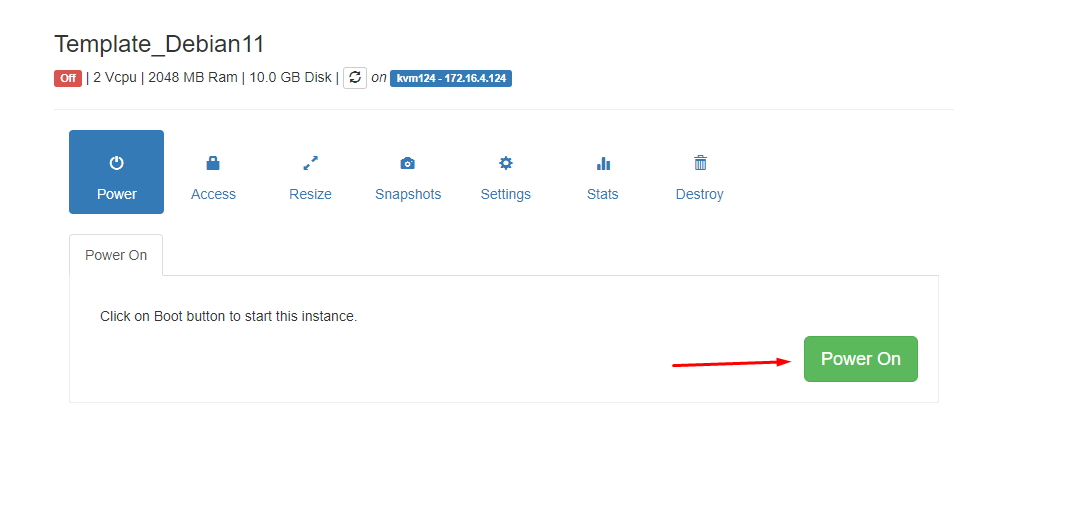 Template_Debian11
Off | 2 Vcpu | 2048 MB Ram | 10.0 GB Disk | on kvm124 - 172.16.4.124
Power Access Resize Snapshots Settings Stats Destroy
Power On
Click on Boot button to start this instance.
Power On